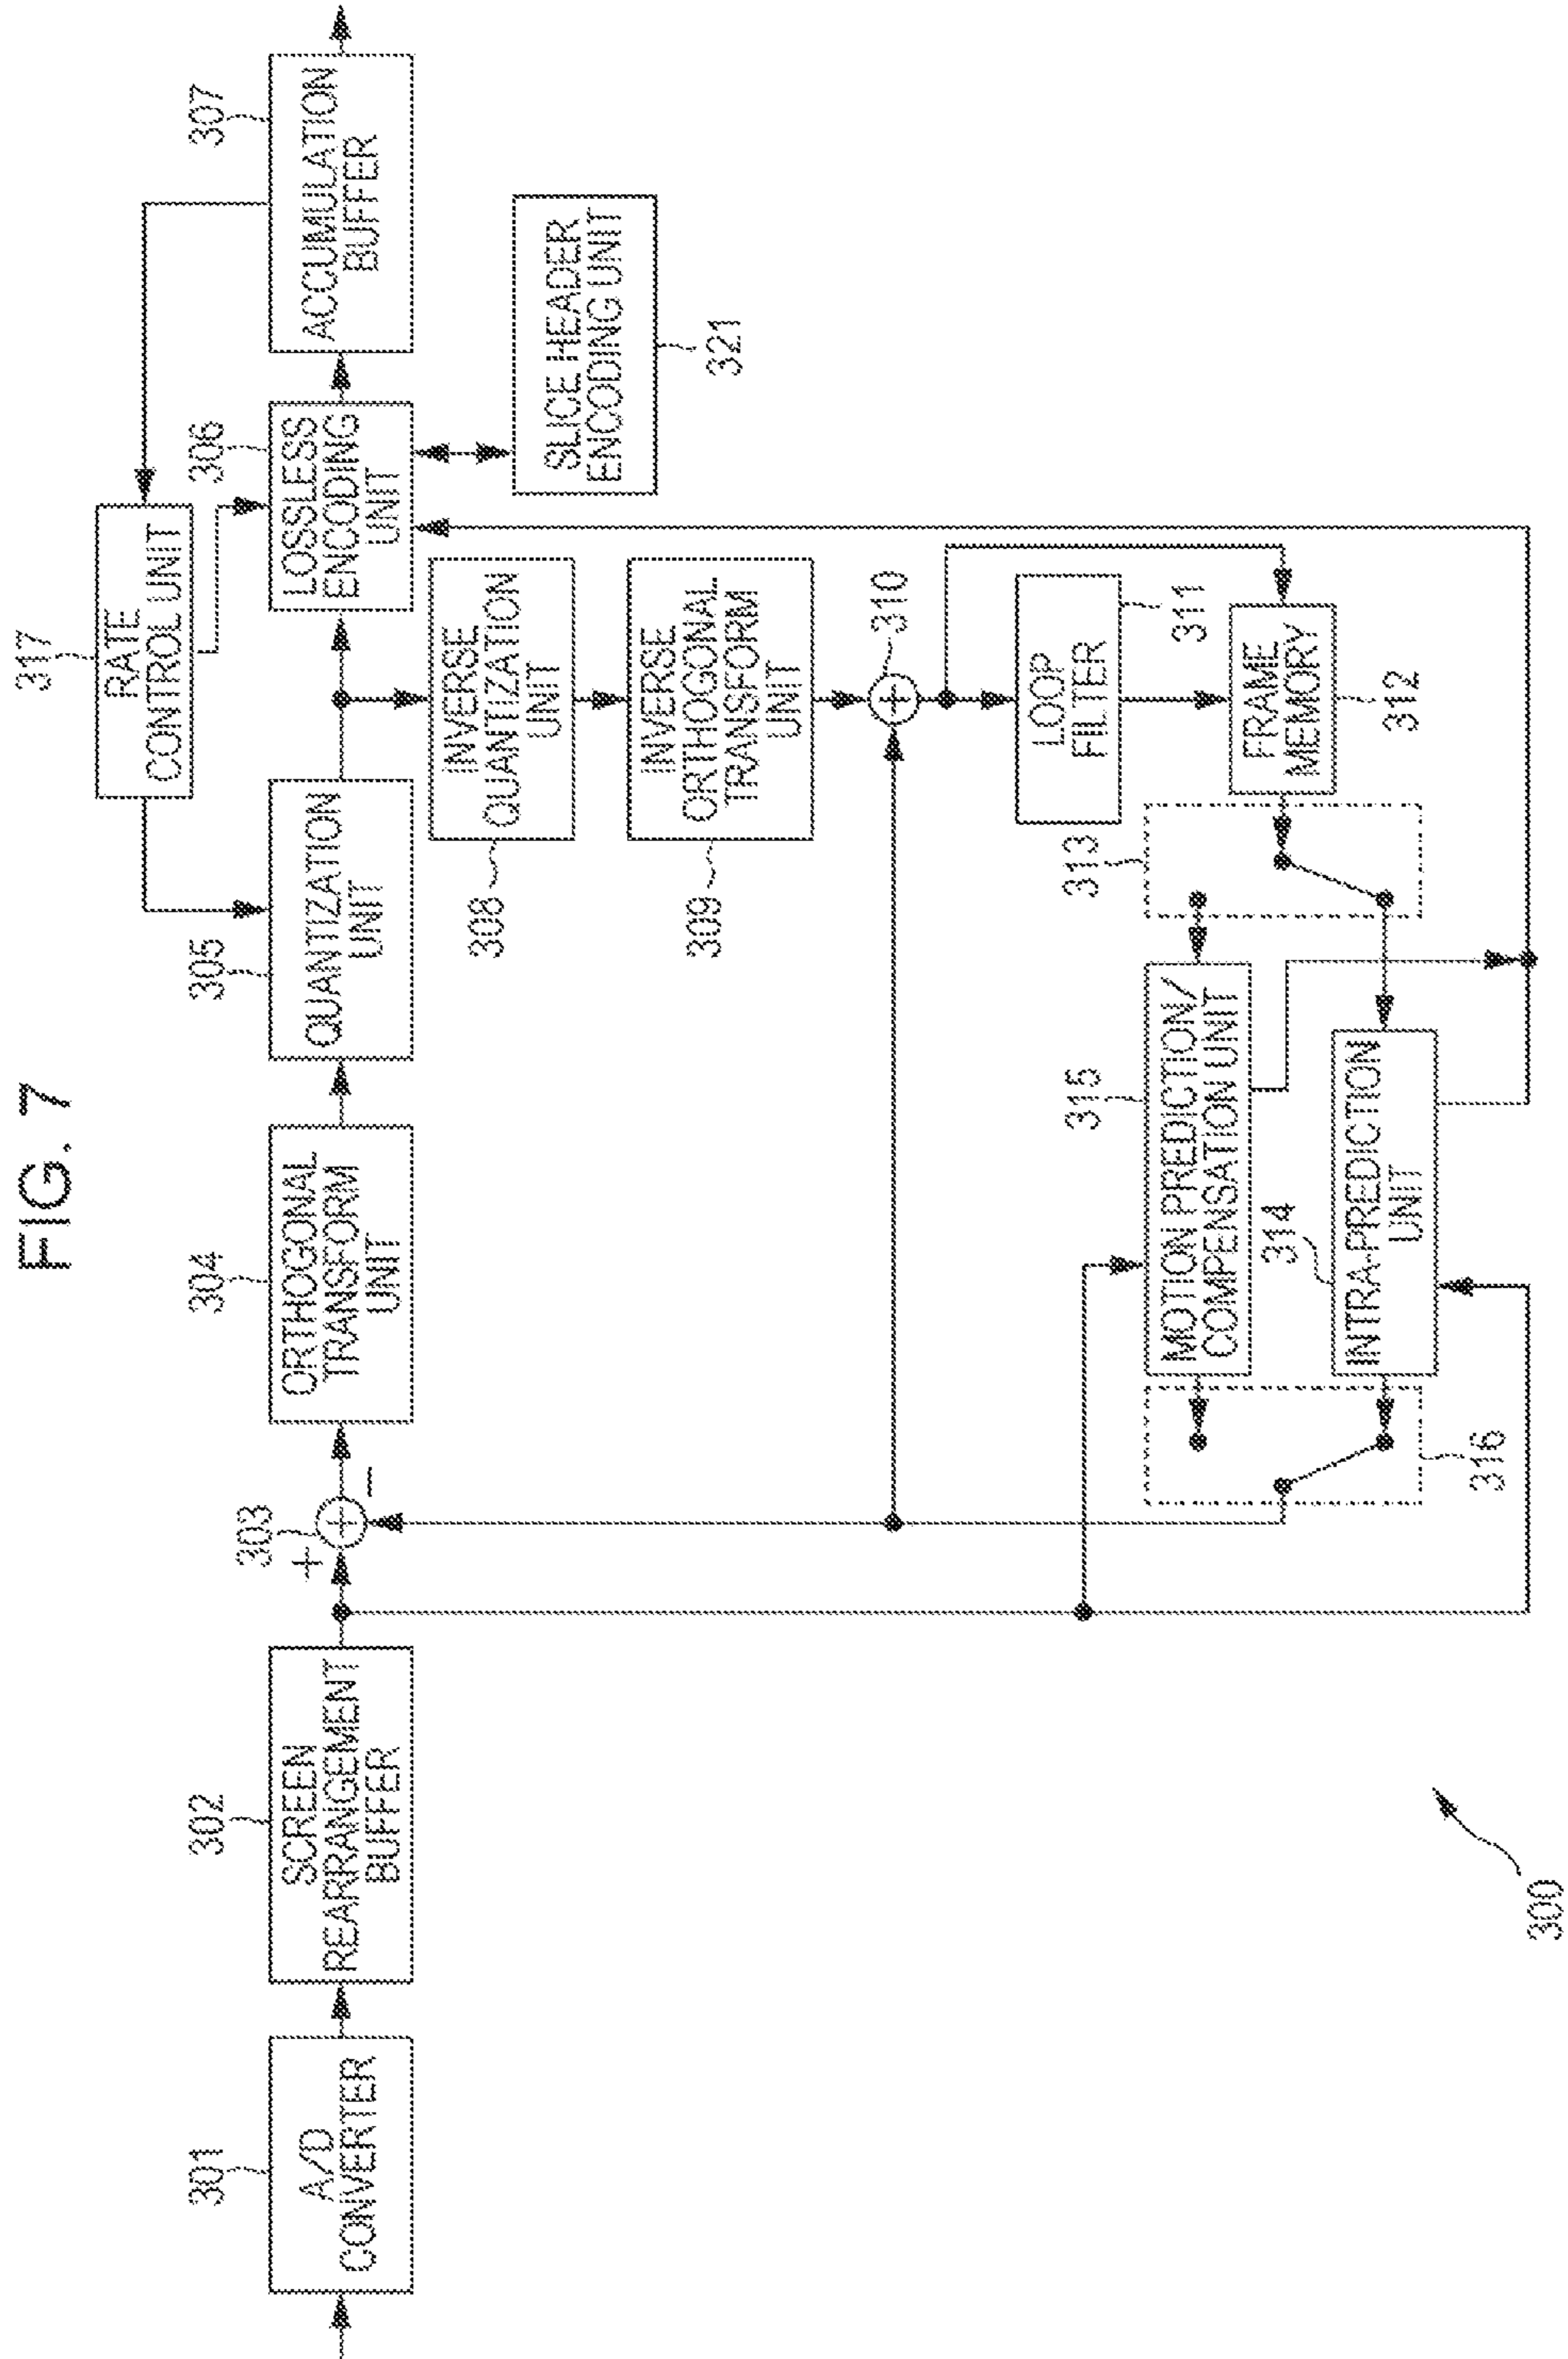 FIG. 7
317
RATE
CONTROL UNIT
301
A/D
CONVERTER
302
SCREEN
REARRANGEMENT
BUFFER
303
+
−
304
ORTHOGONAL
TRANSFORM
UNIT
305
QUANTIZATION
UNIT
306
LOSSLESS
ENCODING
UNIT
307
ACCUMULATION
BUFFER
308
INVERSE
QUANTIZATION
UNIT
SLICE HEADER
ENCODING UNIT
321
309
INVERSE
ORTHOGONAL
TRANSFORM
UNIT
310
LOOP
FILTER
311
313
FRAME
MEMORY
312
315
MOTION PREDICTION/
COMPENSATION UNIT
314
INTRA-PREDICTION
UNIT
316
300